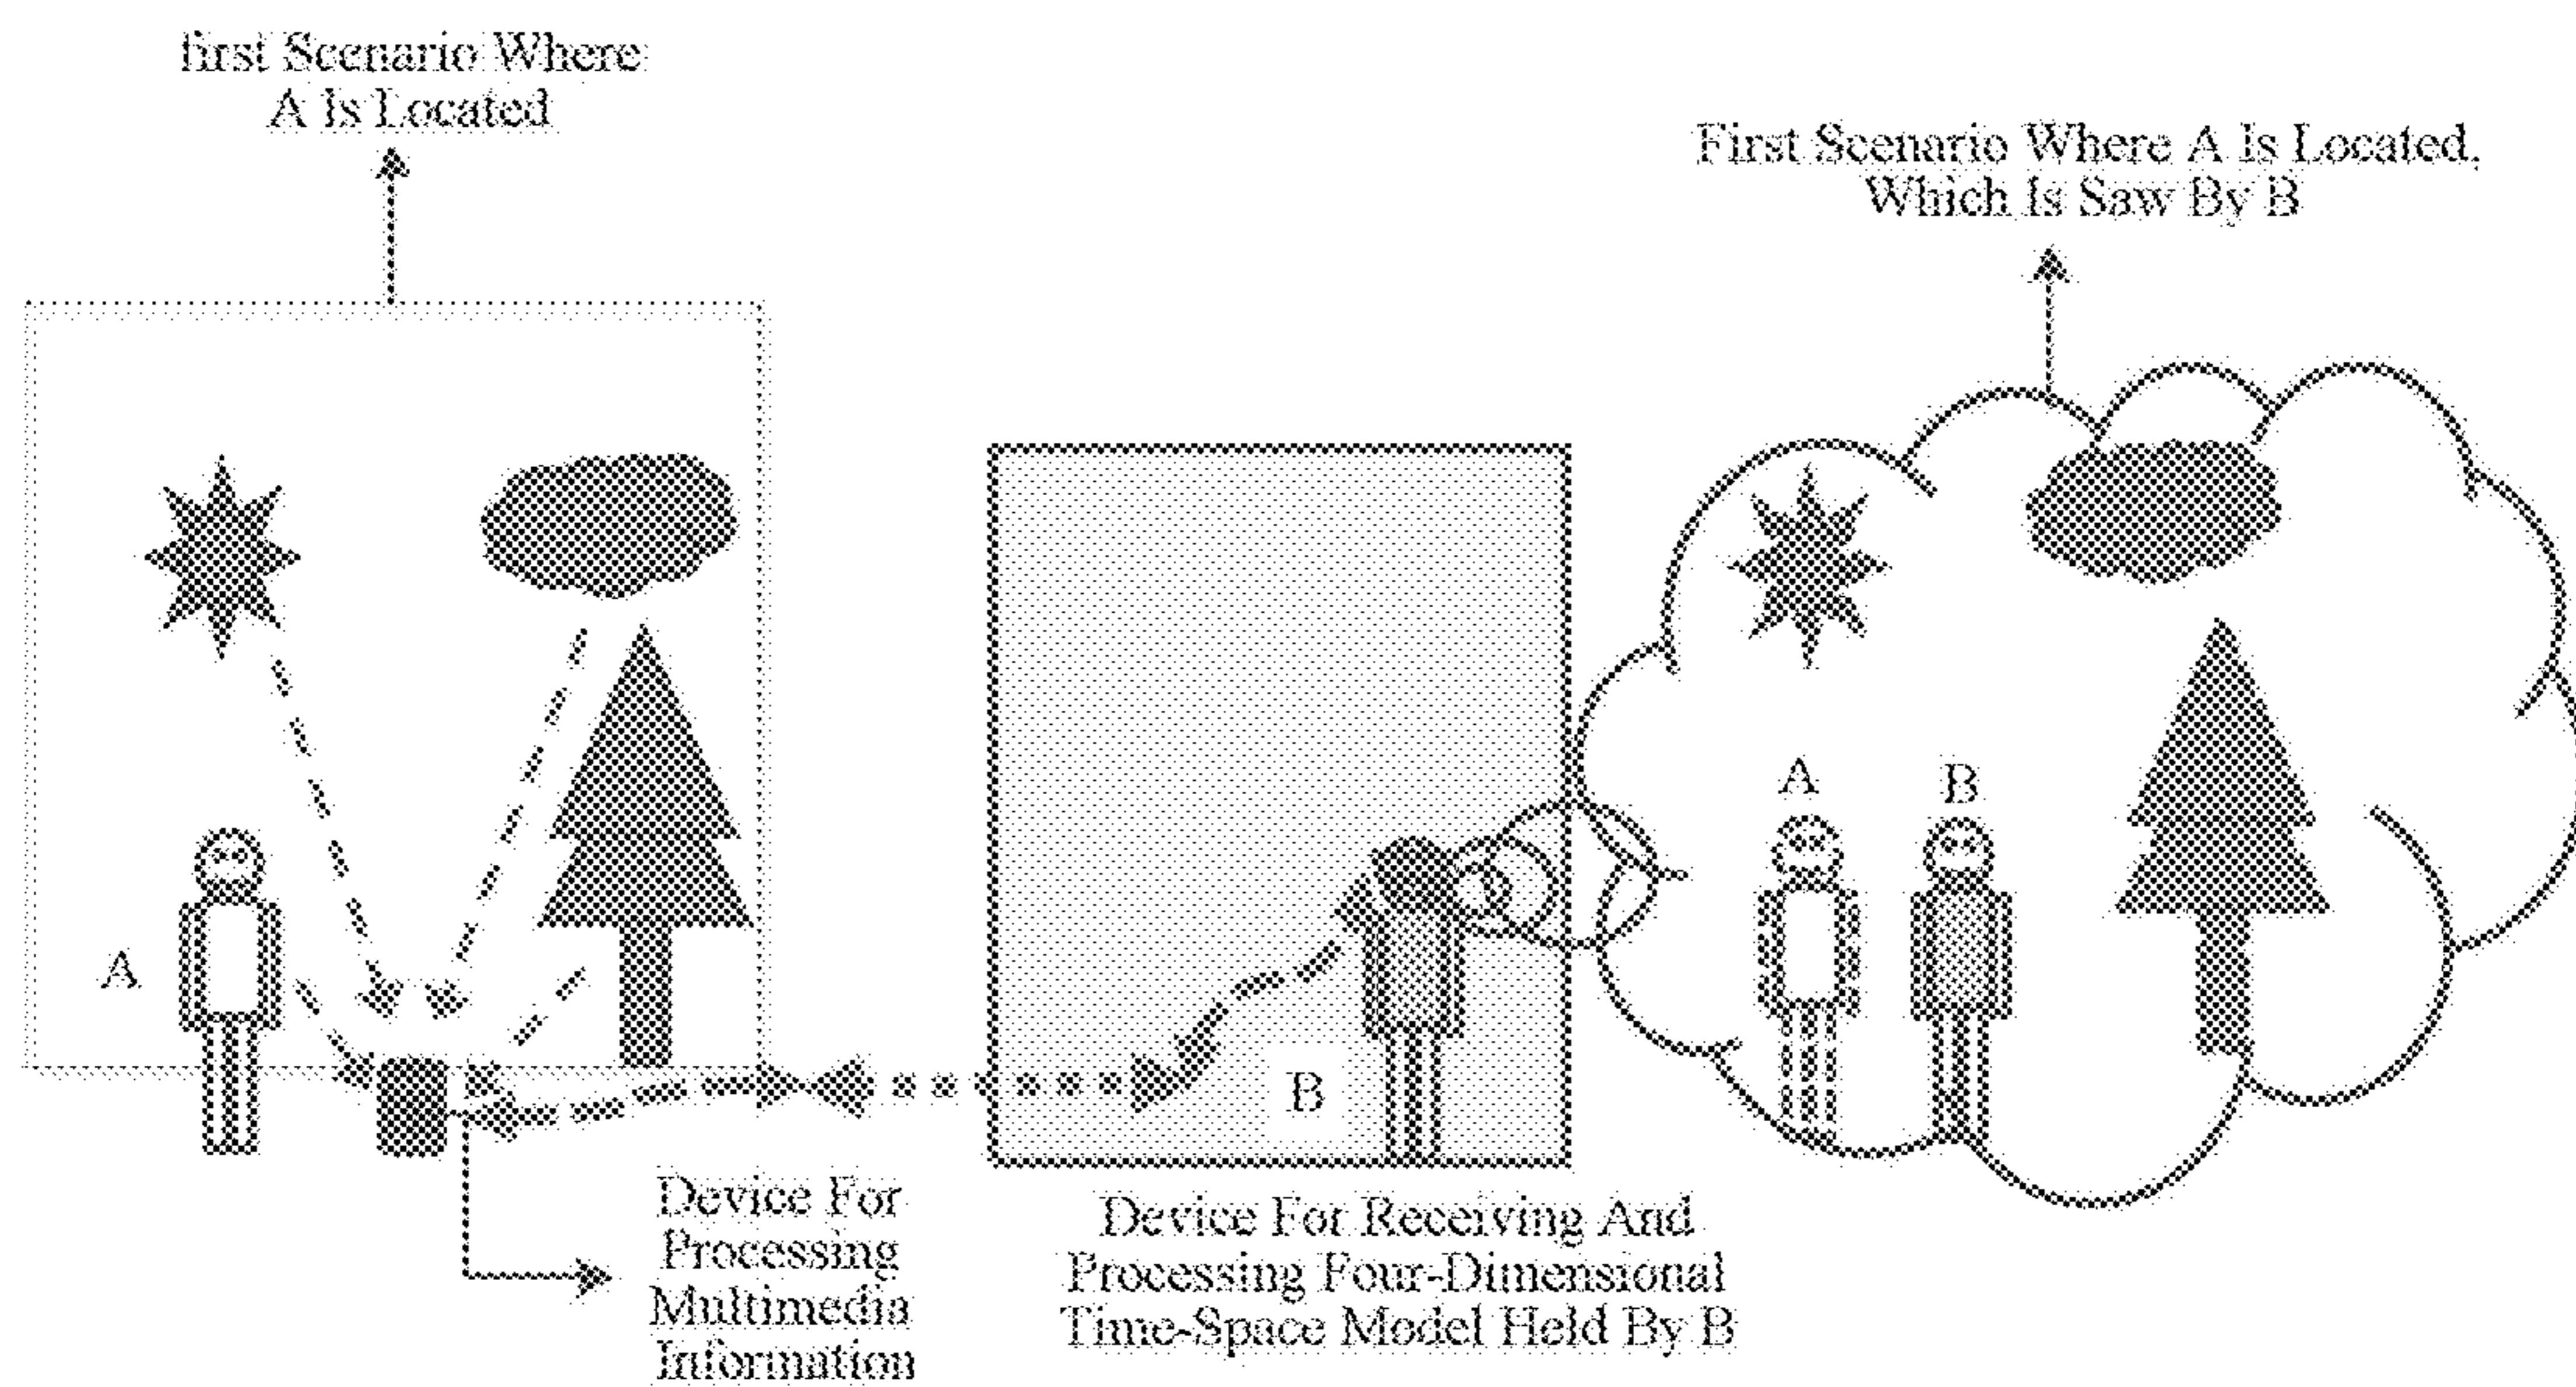 first Scenario Where
A Is Located
First Scenario Where A Is Located,
Which Is Saw By B
A
B
A
B
Device For
Processing
Multimedia
Information
Device For Receiving And
Processing Four-Dimensional
Time-Space Model Held By B